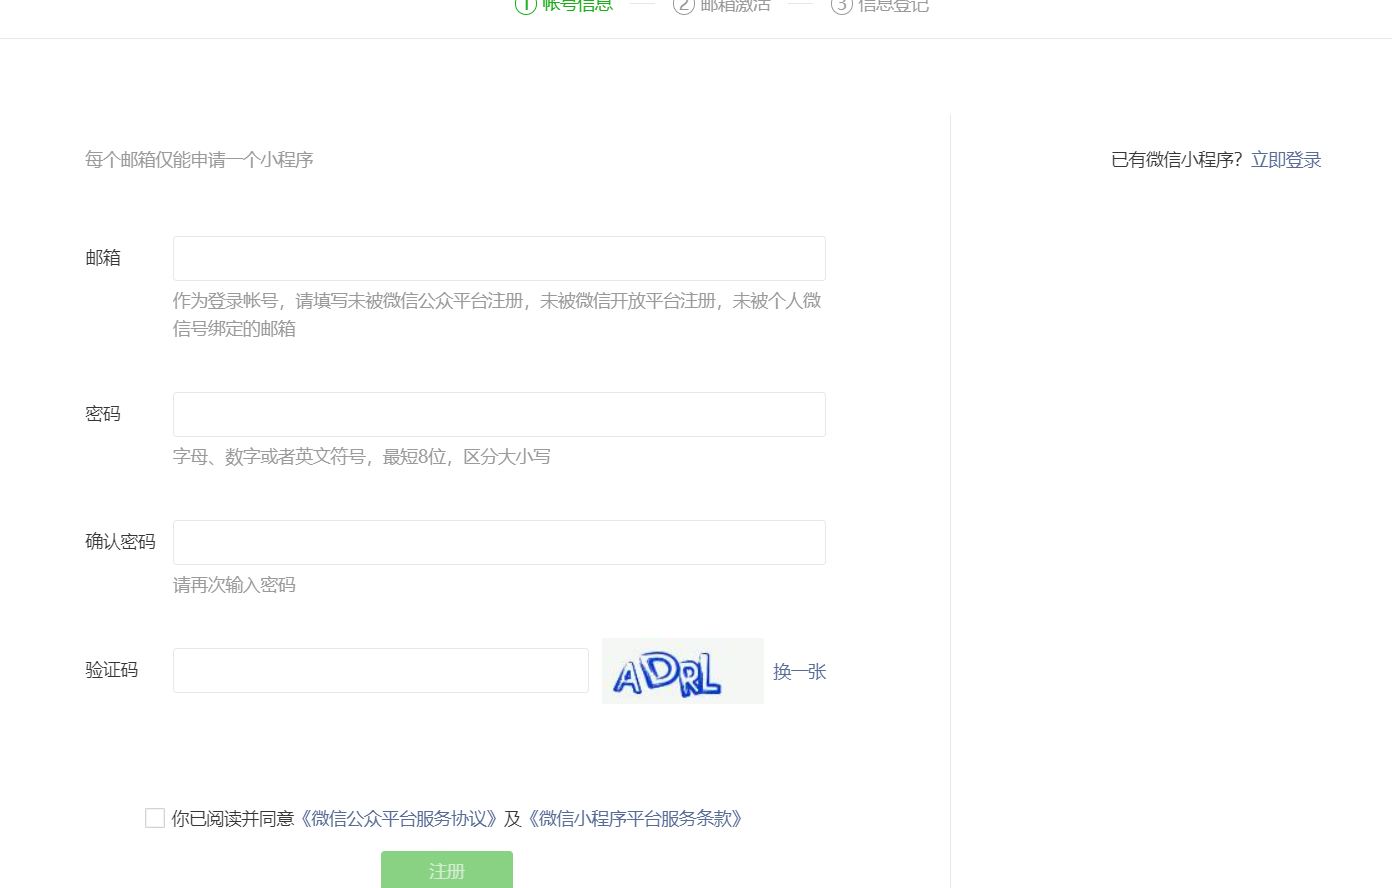 ① 帐号信息 ② 邮箱激活 ③ 信息登记
每个邮箱仅能申请一个小程序
已有微信小程序？立即登录
邮箱
作为登录帐号，请填写未被微信公众平台注册，未被微信开放平台注册，未被个人微
信号绑定的邮箱
密码
字母、数字或者英文符号，最短8位，区分大小写
确认密码
请再次输入密码
验证码 ADRL 换一张
你已阅读并同意《微信公众平台服务协议》及《微信小程序平台服务条款》
注册